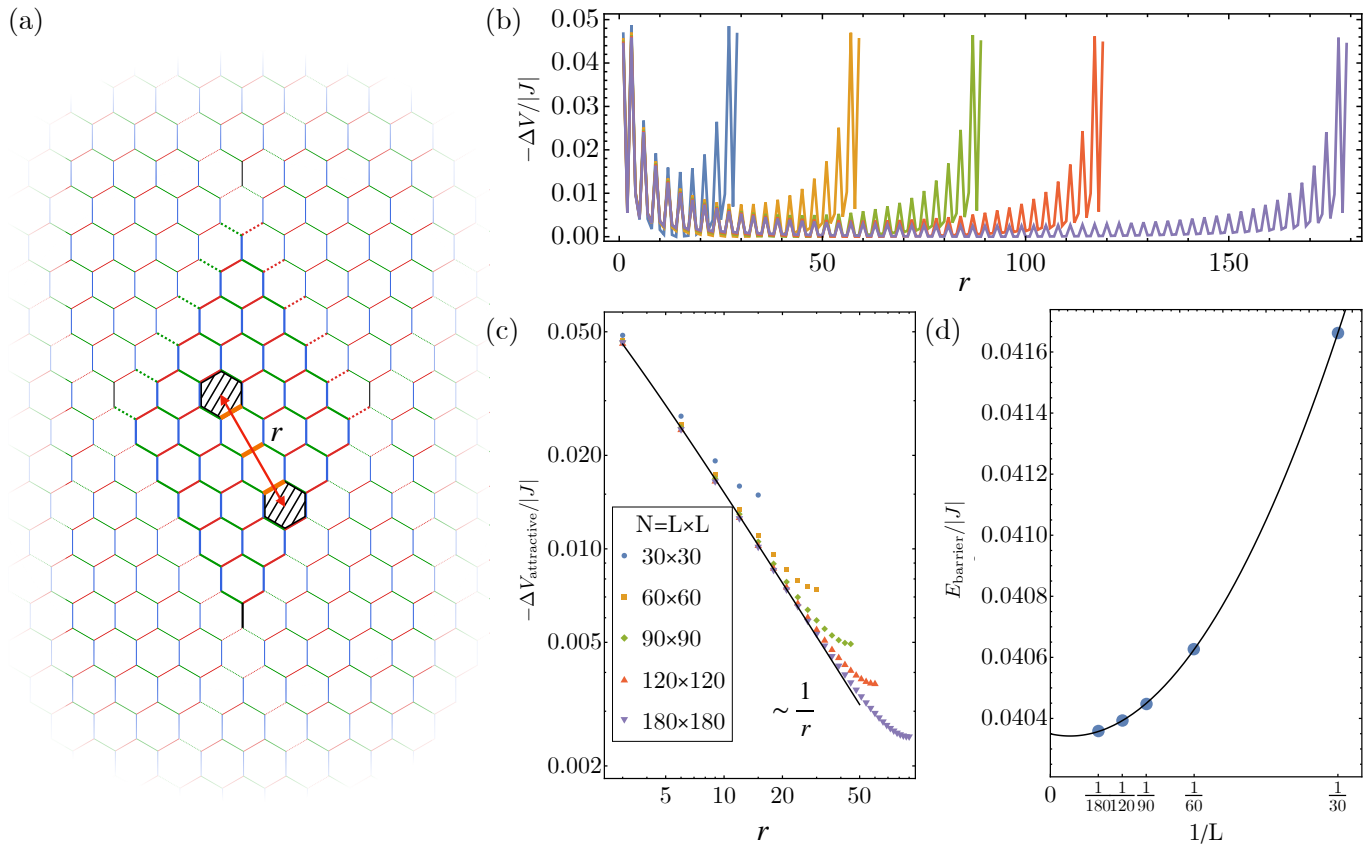 (a)
r
(b)
−ΔV/|J|
0.05
0.04
0.03
0.02
0.01
0.00
0
50
100
150
r
(c)
−ΔV_attractive/|J|
0.050
0.020
0.010
0.005
0.002
N=L×L
30×30
60×60
90×90
120×120
180×180
~ 1/r
5
10
50
r
(d)
E_barrier/|J|
0.0416
0.0414
0.0412
0.0410
0.0408
0.0406
0.0404
0
1/180
1/120
1/90
1/60
1/30
1/L